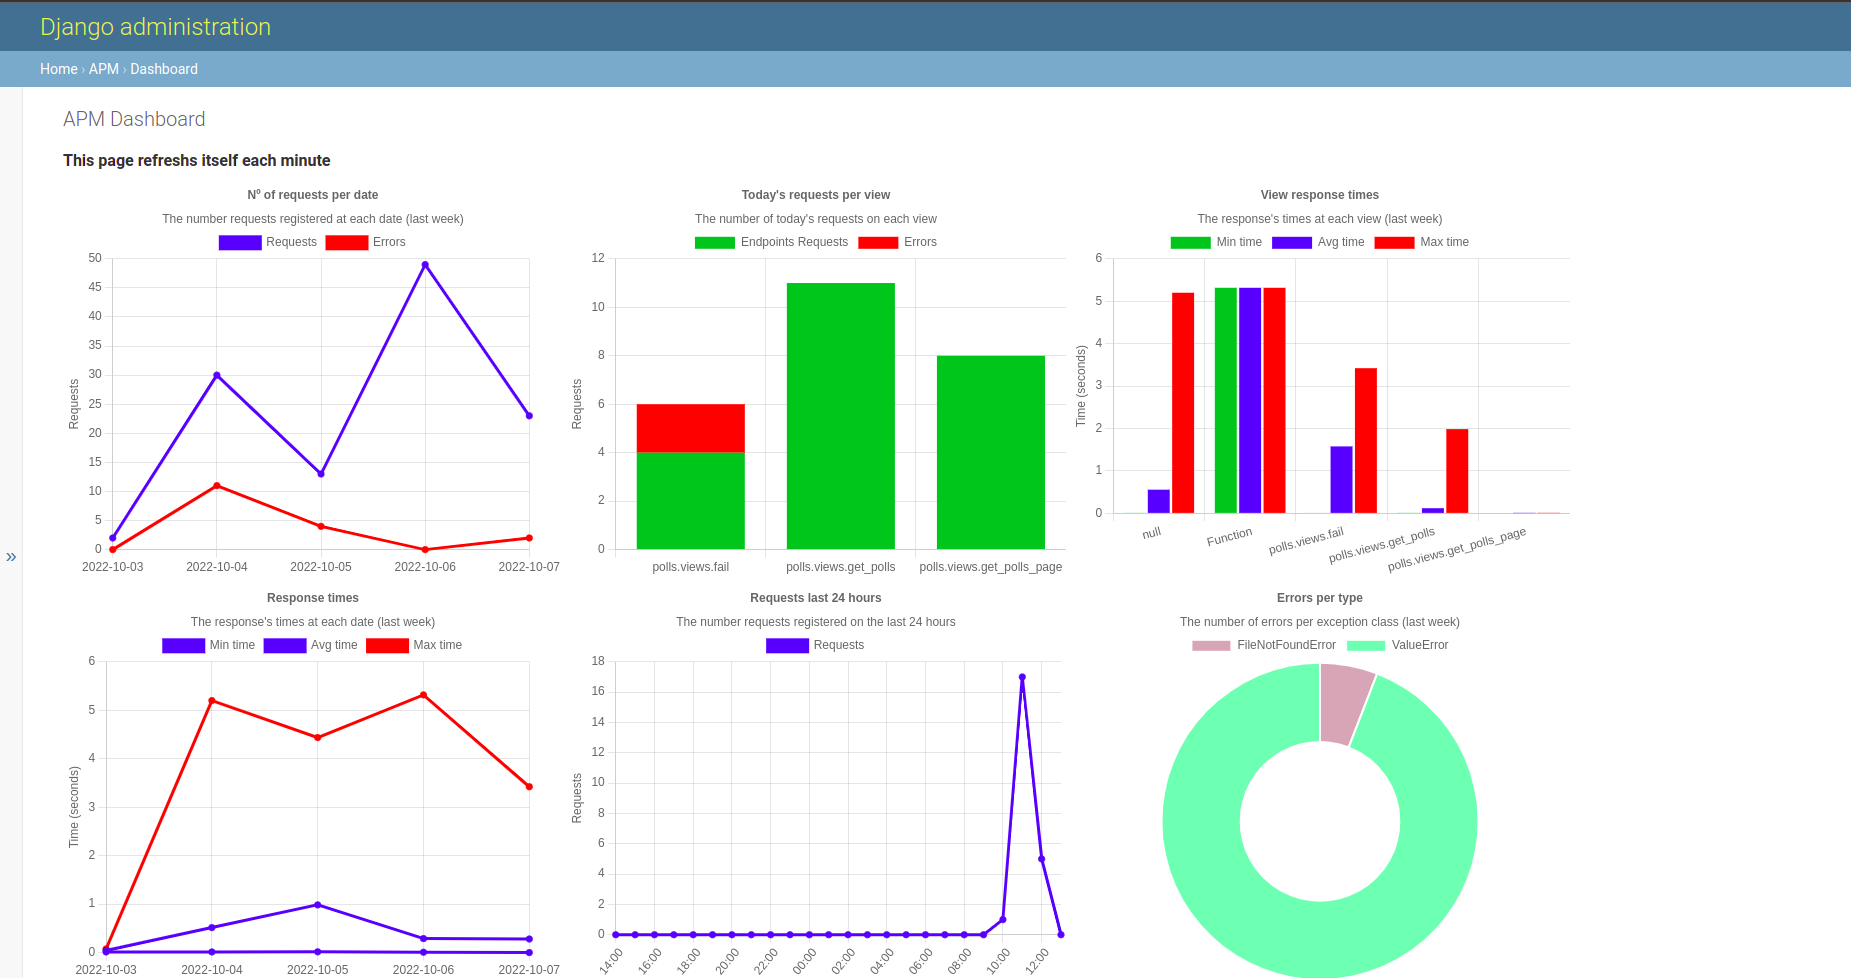 Django administration
Home › APM › Dashboard
APM Dashboard
This page refreshs itself each minute
»
Nº of requests per date
The number requests registered at each date (last week)
Requests Errors
50
45
40
35
30
25
20
15
10
5
0
Requests
2022-10-03 2022-10-04 2022-10-05 2022-10-06 2022-10-07
Today's requests per view
The number of today's requests on each view
Endpoints Requests Errors
12
10
8
6
4
2
0
Requests
polls.views.fail polls.views.get_polls polls.views.get_polls_page
View response times
The response's times at each view (last week)
Min time Avg time Max time
6
5
4
3
2
1
0
Time (seconds)
null Function polls.views.fail polls.views.get_polls polls.views.get_polls_page
Response times
The response's times at each date (last week)
Min time Avg time Max time
6
5
4
3
2
1
0
Time (seconds)
2022-10-03 2022-10-04 2022-10-05 2022-10-06 2022-10-07
Requests last 24 hours
The number requests registered on the last 24 hours
Requests
18
16
14
12
10
8
6
4
2
0
Requests
14:00 16:00 18:00 20:00 22:00 00:00 02:00 04:00 06:00 08:00 10:00 12:00
Errors per type
The number of errors per exception class (last week)
FileNotFoundError ValueError